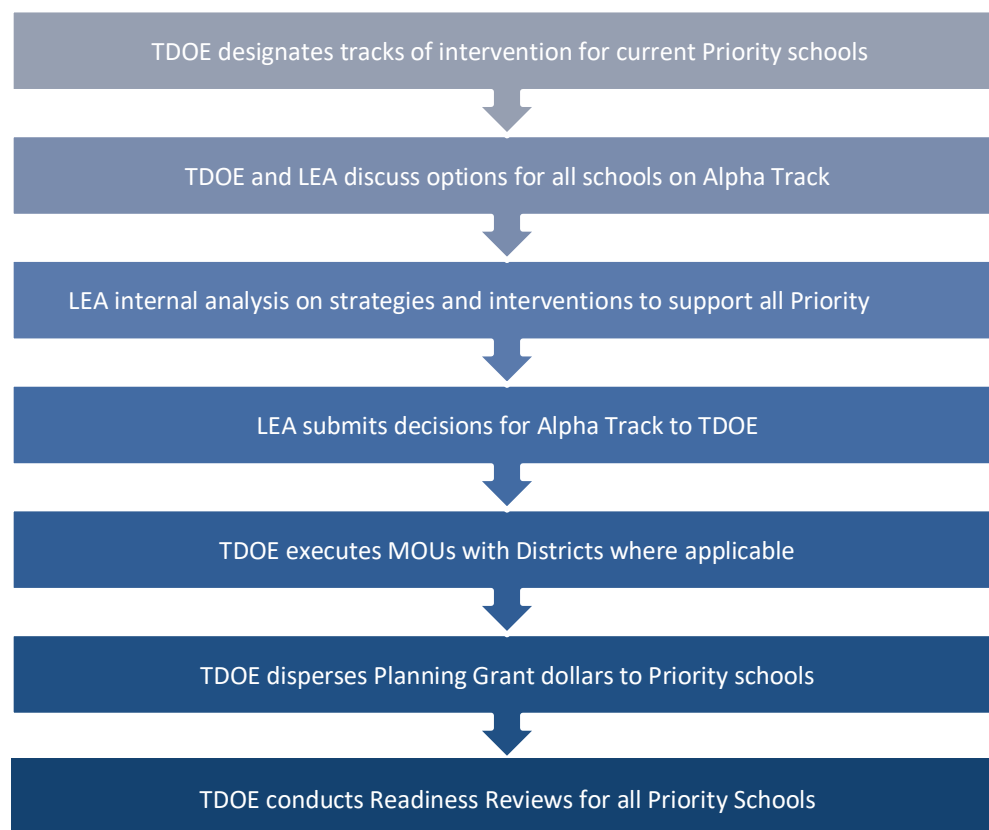 TDOE designates tracks of intervention for current Priority schools
TDOE and LEA discuss options for all schools on Alpha Track
LEA internal analysis on strategies and interventions to support all Priority
LEA submits decisions for Alpha Track to TDOE
TDOE executes MOUs with Districts where applicable
TDOE disperses Planning Grant dollars to Priority schools
TDOE conducts Readiness Reviews for all Priority Schools